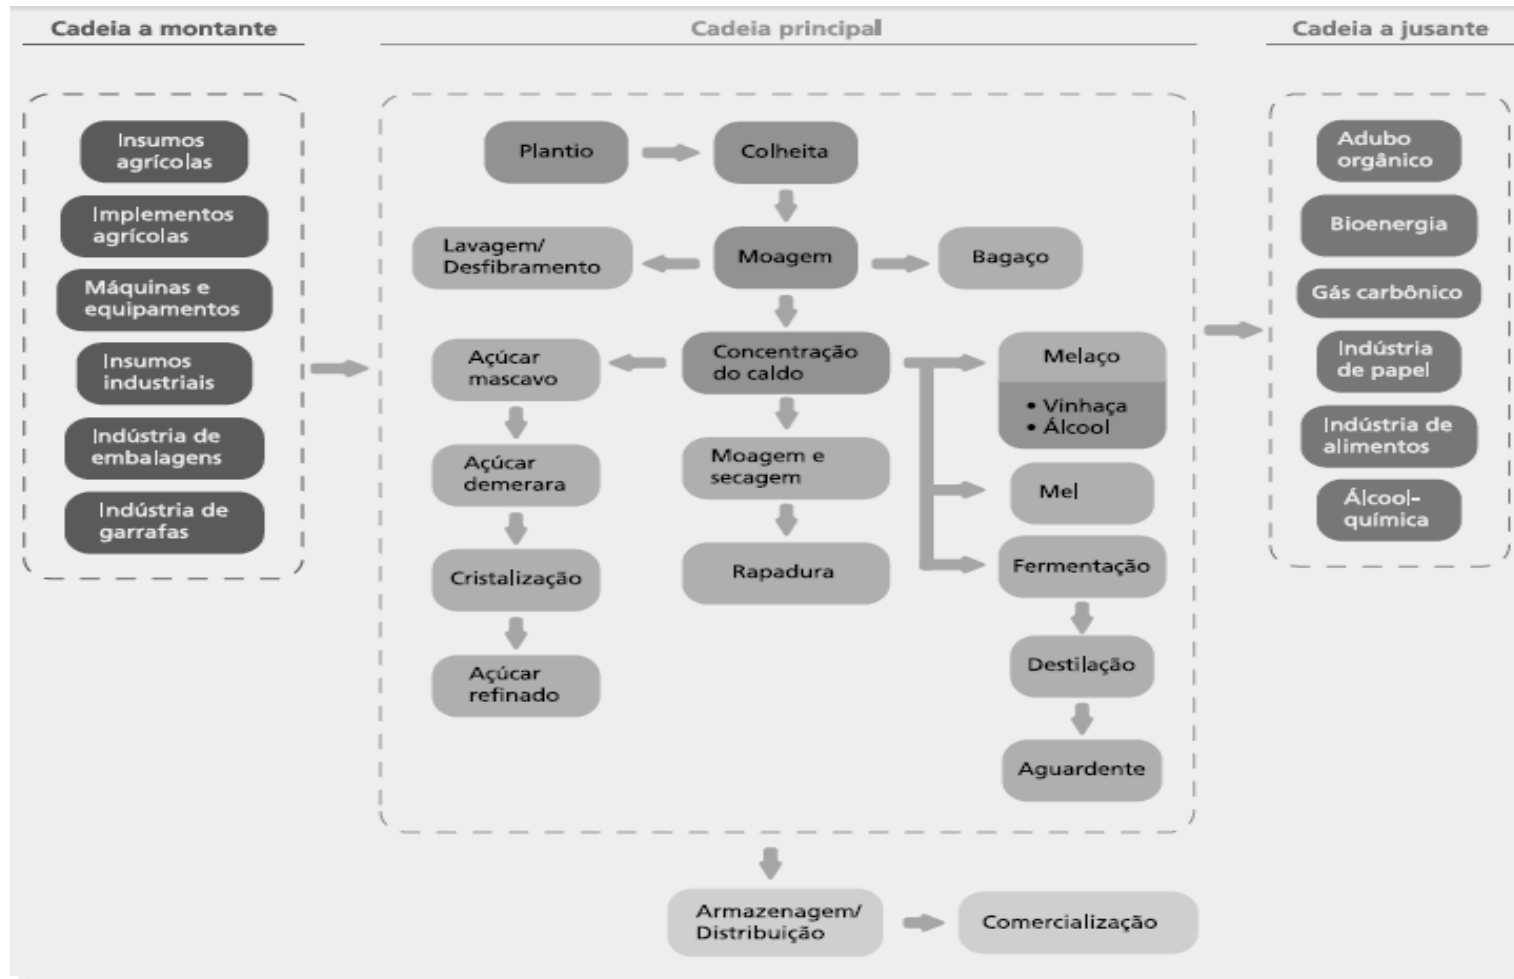 Cadeia a montante
Insumos
agrícolas
Implementos
agrícolas
Máquinas e
equipamentos
Insumos
industriais
Indústria de
embalagens
Indústria de
garrafas
Cadeia principal
Plantio
Colheita
Lavagem/
Desfibramento
Moagem
Bagaço
Açúcar
mascavo
Concentração
do caldo
Melaço
• Vinhaça
• Álcool
Açúcar
demerara
Moagem e
secagem
Mel
Cristalização
Rapadura
Fermentação
Açúcar
refinado
Destilação
Aguardente
Cadeia a jusante
Adubo
orgânico
Bioenergia
Gás carbônico
Indústria
de papel
Indústria de
alimentos
Álcool-
química
Armazenagem/
Distribuição
Comercialização